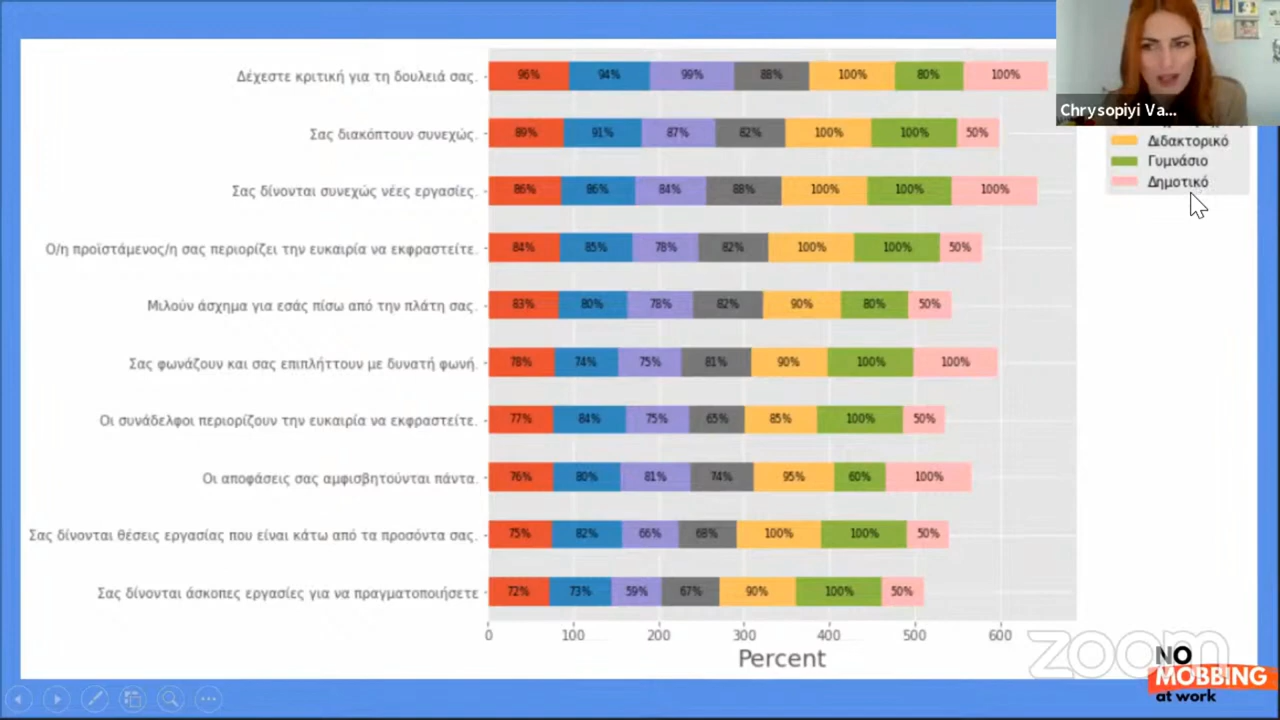 Δέχεστε κριτική για τη δουλειά σας. 96% 94% 99% 88% 100% 80% 100%
Chrysopiyi Va...
Σας διακόπτουν συνεχώς. 89% 91% 87% 82% 100% 100% 50%
Διδακτορικό
Γυμνάσιο
Δημοτικό
Σας δίνονται συνεχώς νέες εργασίες. 86% 86% 84% 88% 100% 100% 100%
Ο/η προϊστάμενος/η σας περιορίζει την ευκαιρία να εκφραστείτε. 84% 85% 78% 82% 100% 100% 50%
Μιλούν άσχημα για εσάς πίσω από την πλάτη σας. 83% 80% 78% 82% 90% 80% 50%
Σας φωνάζουν και σας επιπλήττουν με δυνατή φωνή. 78% 74% 75% 81% 90% 100% 100%
Οι συνάδελφοι περιορίζουν την ευκαιρία να εκφραστείτε. 77% 84% 75% 65% 85% 100% 50%
Οι αποφάσεις σας αμφισβητούνται πάντα. 76% 80% 81% 74% 95% 60% 100%
Σας δίνονται θέσεις εργασίας που είναι κάτω από τα προσόντα σας. 75% 82% 66% 68% 100% 100% 50%
Σας δίνονται άσκοπες εργασίες για να πραγματοποιήσετε 72% 73% 59% 67% 90% 100% 50%
0 100 200 300 400 500 600
Percent
zoom
NO
MOBBING
at work